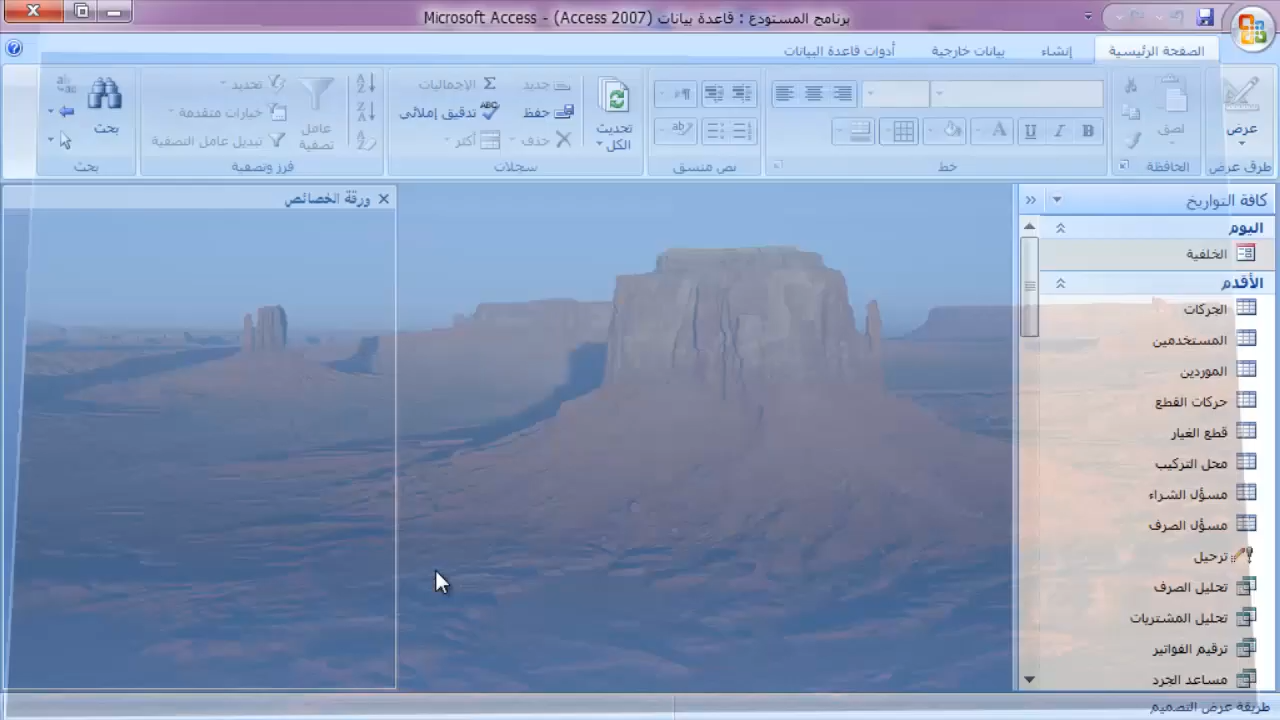 برنامج المستودع : قاعدة بيانات (Access 2007) - Microsoft Access
الصفحة الرئيسية
إنشاء
بيانات خارجية
أدوات قاعدة البيانات
عرض
طرق عرض
لصق
الحافظة
B I U A
خط
نص منسق
تحديث الكل
جديد
حفظ
حذف
الإجماليات
تدقيق إملائي
أكثر
سجلات
عامل تصفية
تحديد
خيارات متقدمة
تبديل عامل التصفية
فرز وتصفية
بحث
بحث
كافة التواريخ
اليوم
الخلفية
الأقدم
الحركات
المستخدمين
الموردين
حركات القطع
قطع الغيار
محل التركيب
مسؤل الشراء
مسؤل الصرف
ترحيل
تحليل الصرف
تحليل المشتريات
ترقيم الفواتير
مساعد الجرد
ورقة الخصائص
طريقة عرض التصميم